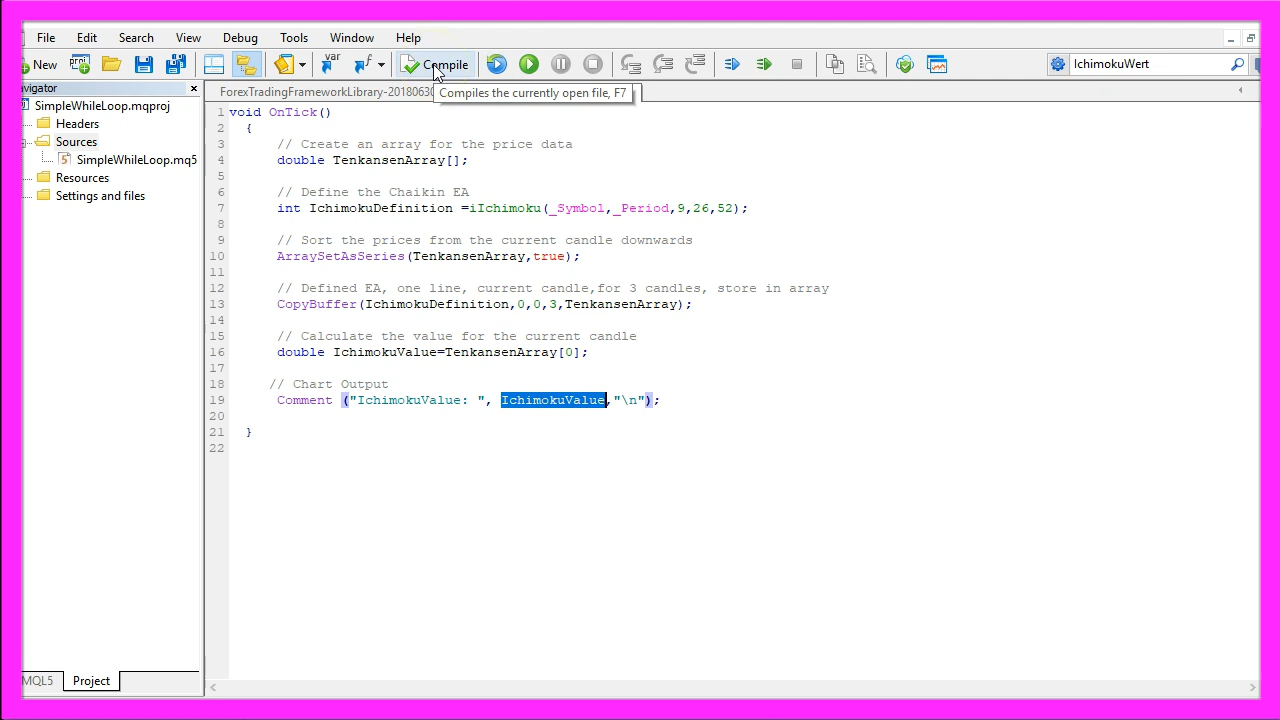 File Edit Search View Debug Tools Window Help
New Compile IchimokuWert
avigator × ForexTradingFrameworkLibrary-20180630 Compiles the currently open file, F7
SimpleWhileLoop.mqproj
Headers
Sources
SimpleWhileLoop.mq5
Resources
Settings and files
1 void OnTick()
2 {
3 // Create an array for the price data
4 double TenkansenArray[];
5
6 // Define the Chaikin EA
7 int IchimokuDefinition =iIchimoku(_Symbol,_Period,9,26,52);
8
9 // Sort the prices from the current candle downwards
10 ArraySetAsSeries(TenkansenArray,true);
11
12 // Defined EA, one line, current candle,for 3 candles, store in array
13 CopyBuffer(IchimokuDefinition,0,0,3,TenkansenArray);
14
15 // Calculate the value for the current candle
16 double IchimokuValue=TenkansenArray[0];
17
18 // Chart Output
19 Comment ("IchimokuValue: ", IchimokuValue,"\n");
20
21 }
22
MQL5 Project